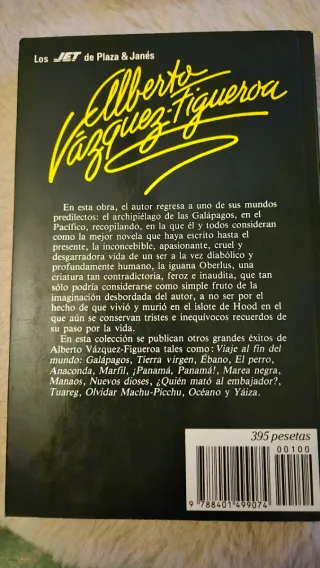 Los JET de Plaza & Janés
Alberto
Vázquez-Figueroa
En esta obra, el autor regresa a uno de sus mundos
predilectos: el archipiélago de las Galápagos, en el
Pacífico, recopilando, en la que él y todos consideran
como la mejor novela que haya escrito hasta el
presente, la inconcebible, apasionante, cruel y
desgarradora vida de un ser a la vez diabólico y
profundamente humano, la iguana Oberlus, una
criatura tan contradictoria, feroz e inaudita, que tan
sólo podría considerarse como simple fruto de la
imaginación desbordada del autor, a no ser por el
hecho de que vivió y murió en el islote de Hood en el
que aún se conservan tristes e inequívocos recuerdos de
su paso por la vida.
En esta colección se publican otros grandes éxitos de
Alberto Vázquez-Figueroa tales como: Viaje al fin del
mundo: Galápagos, Tierra virgen, Ébano, El perro,
Anaconda, Marfil, ¡Panamá, Panamá!, Marea negra,
Manaos, Nuevos dioses, ¿Quién mató al embajador?,
Tuareg, Olvidar Machu-Picchu, Océano y Yáiza.
395 pesetas
00100
9 788401 499074